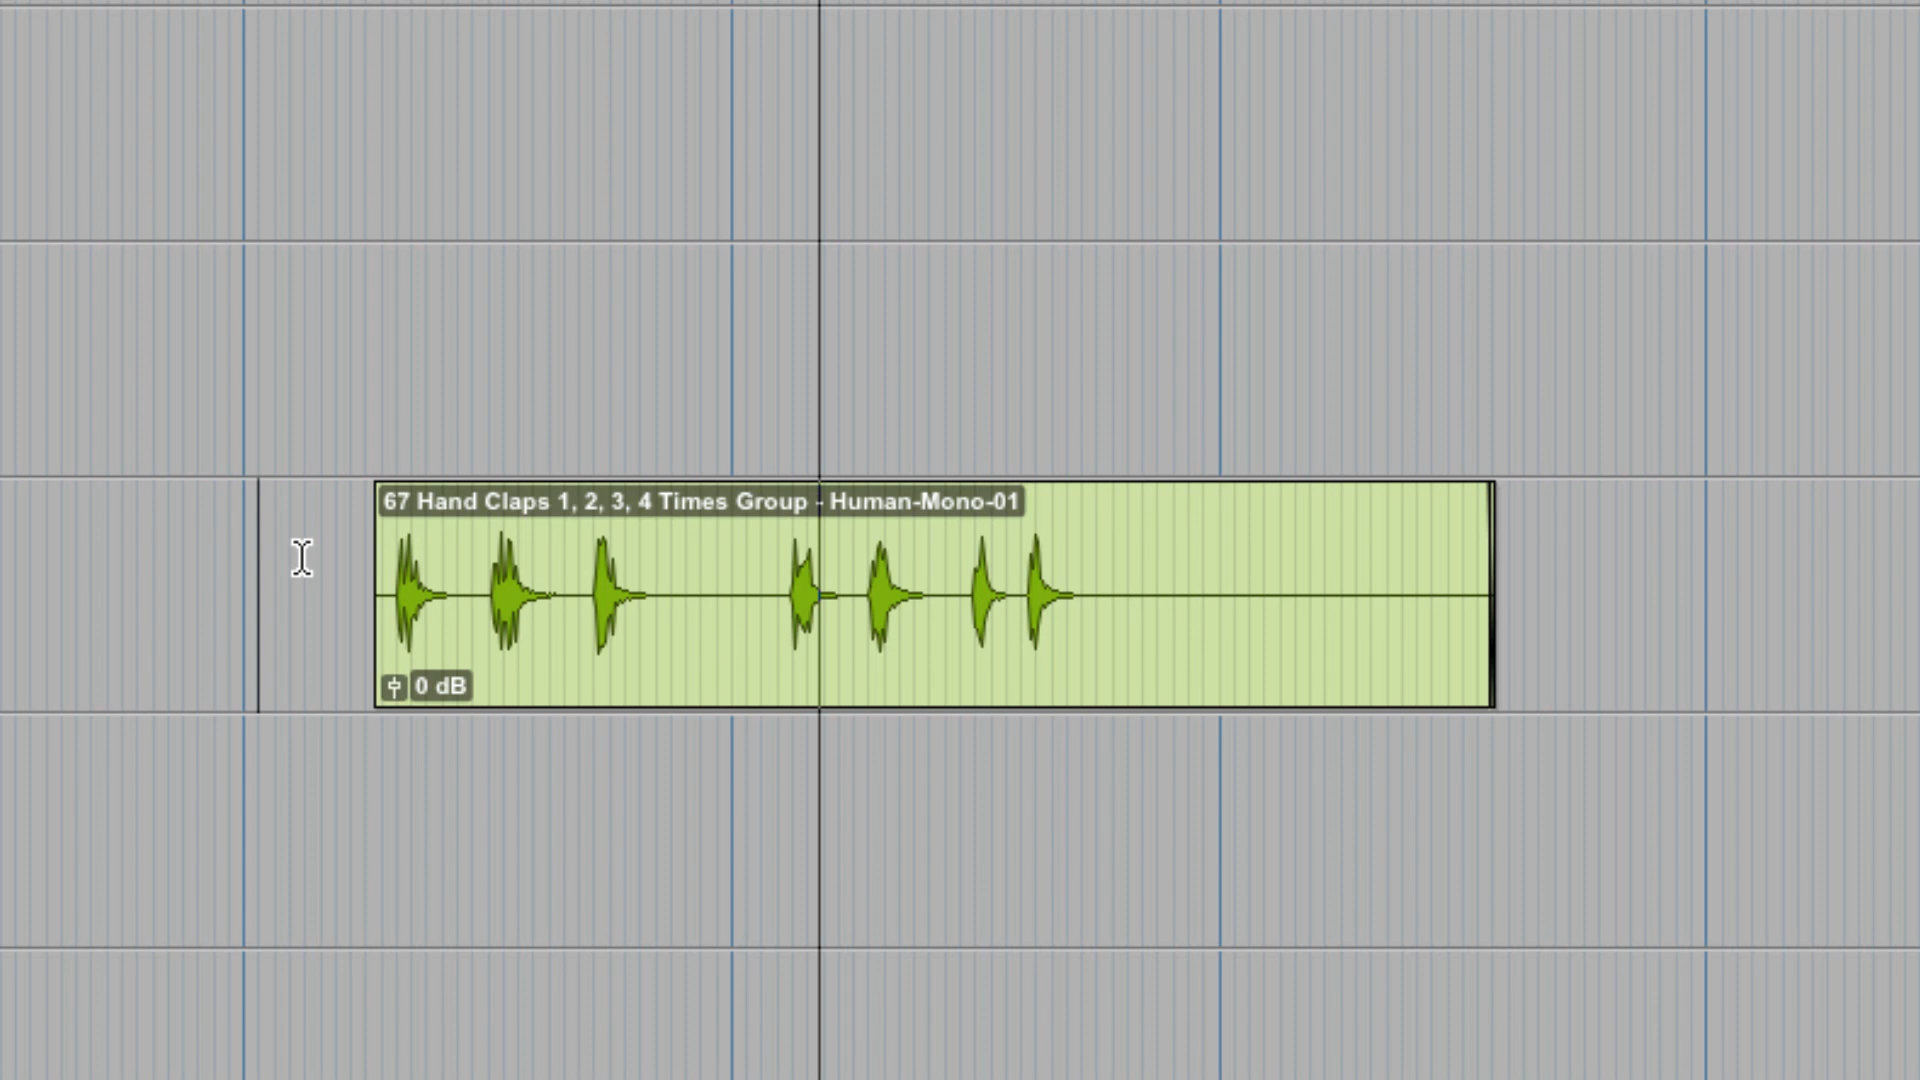 67 Hand Claps 1, 2, 3, 4 Times Group - Human-Mono-01
0 dB